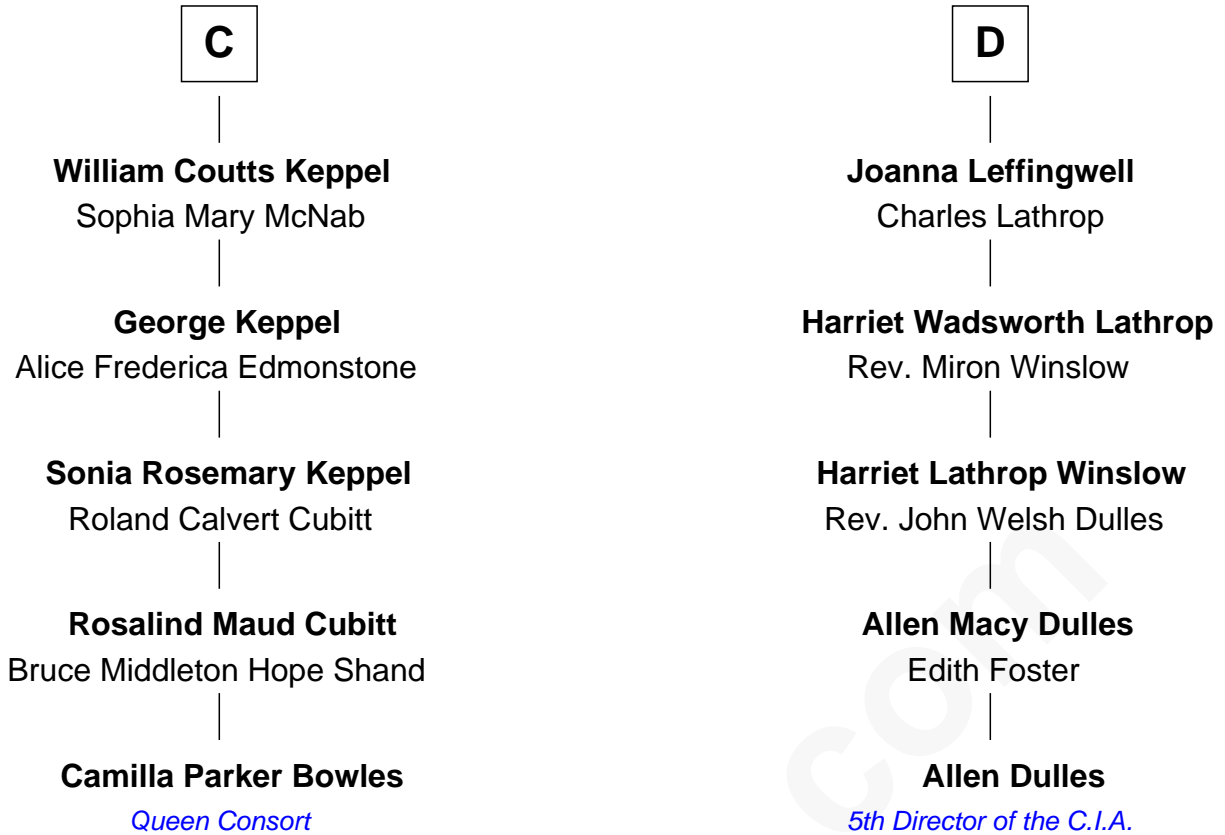 C
William Coutts Keppel
Sophia Mary McNab
George Keppel
Alice Frederica Edmonstone
Sonia Rosemary Keppel
Roland Calvert Cubitt
Rosalind Maud Cubitt
Bruce Middleton Hope Shand
Camilla Parker Bowles
Queen Consort
D
Joanna Leffingwell
Charles Lathrop
Harriet Wadsworth Lathrop
Rev. Miron Winslow
Harriet Lathrop Winslow
Rev. John Welsh Dulles
Allen Macy Dulles
Edith Foster
Allen Dulles
5th Director of the C.I.A.
com